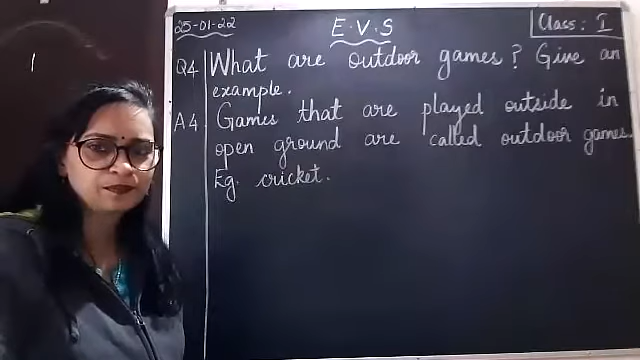 25-01-22 E.V.S Class: I
Q4 What are outdoor games? Give an
example.
A4. Games that are played outside in
open ground are called outdoor games.
Eg. cricket.